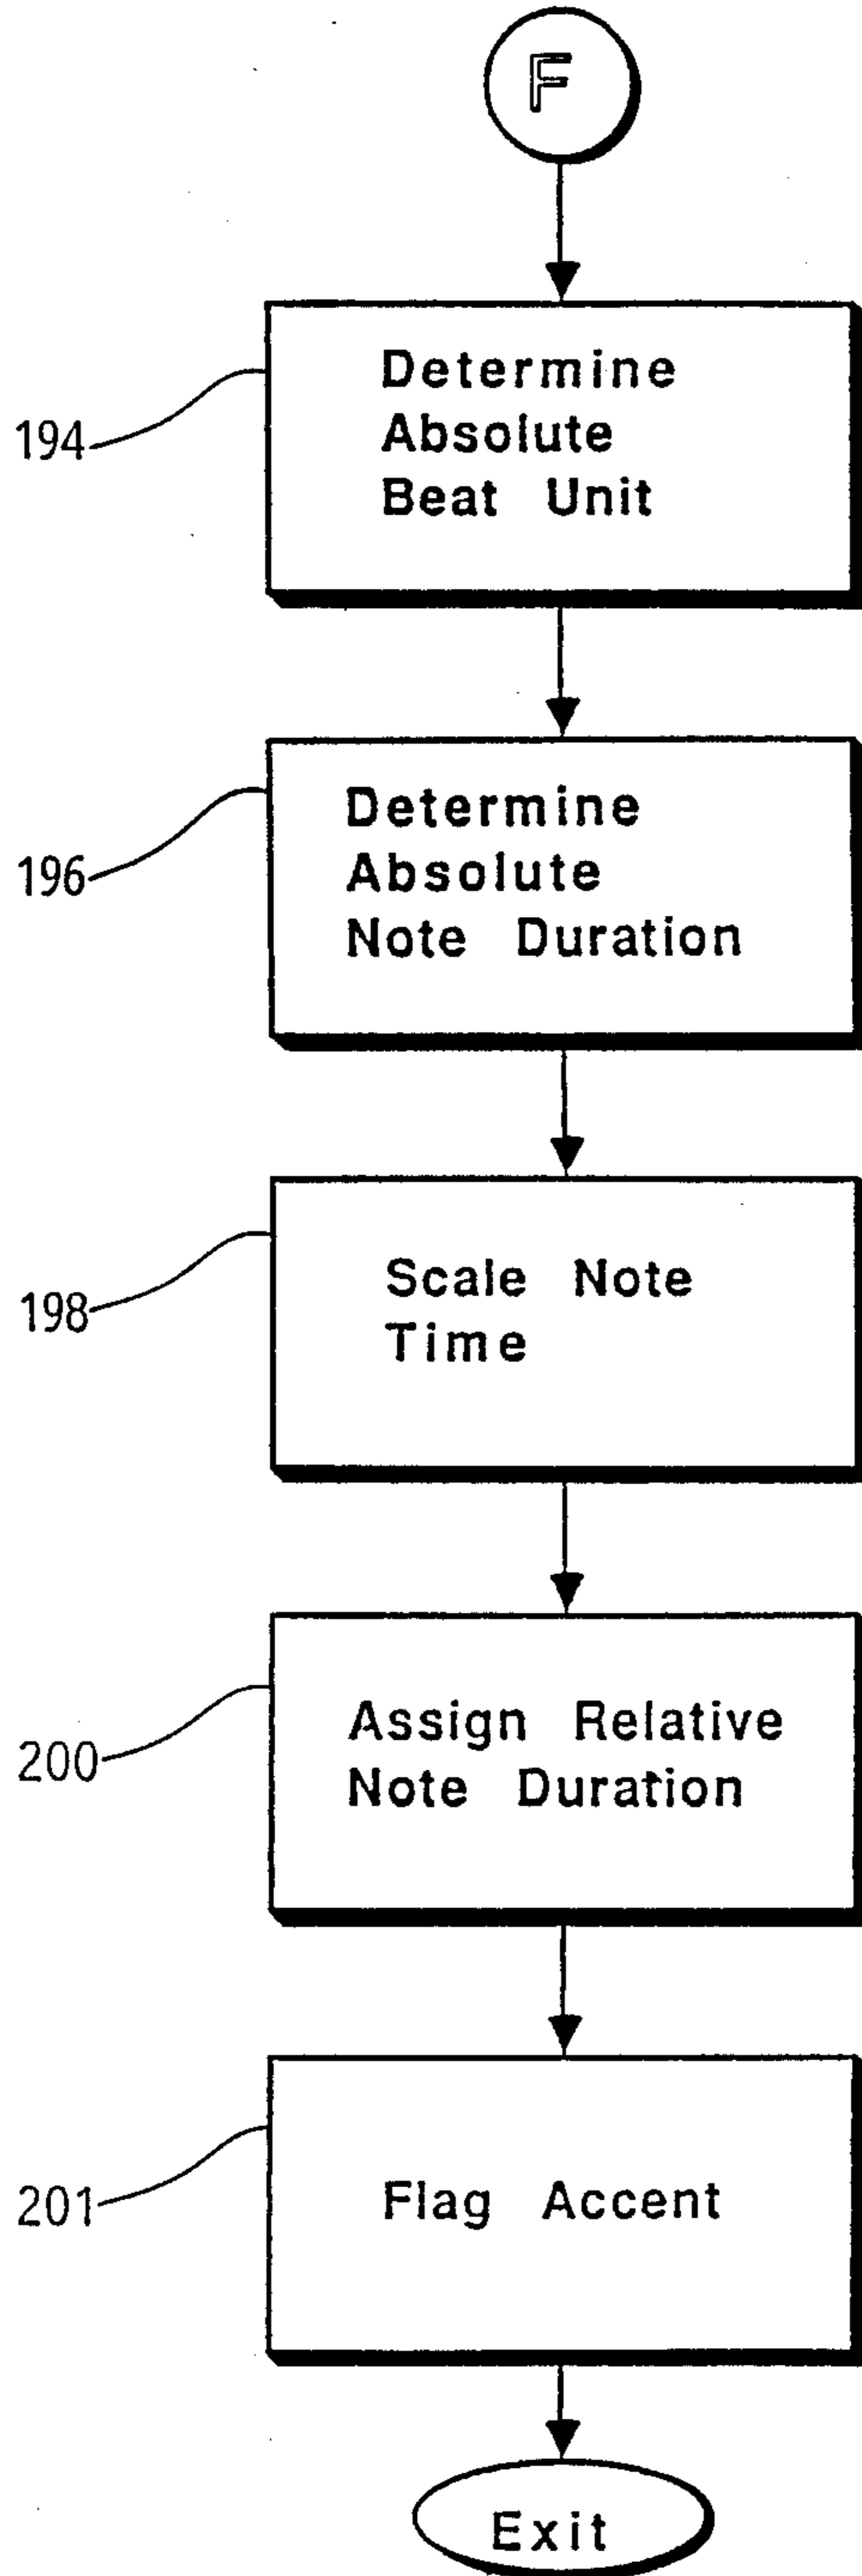 F
Determine
Absolute
Beat Unit
194
Determine
Absolute
Note Duration
196
Scale Note
Time
198
Assign Relative
Note Duration
200
Flag Accent
201
Exit